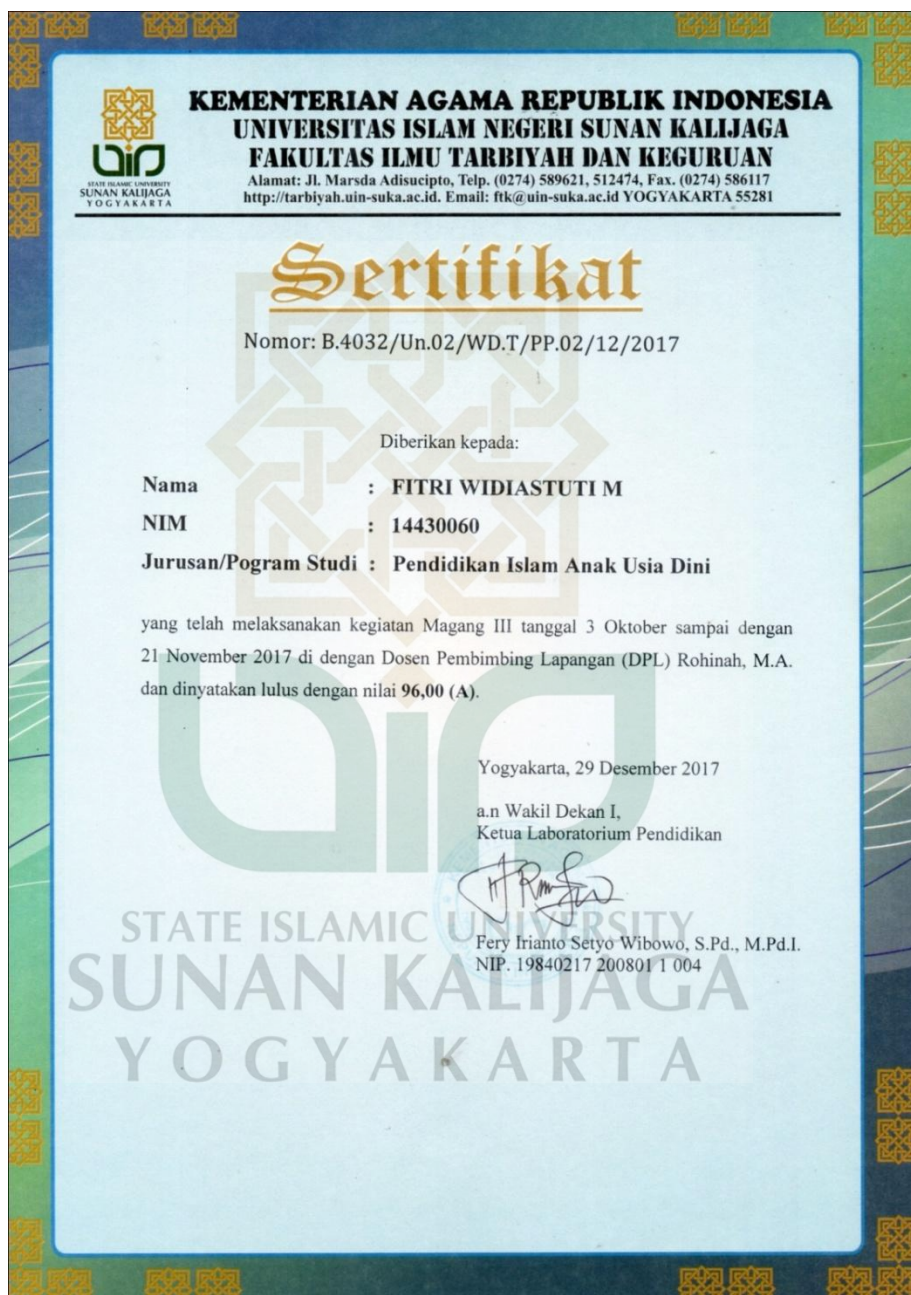 KEMENTERIAN AGAMA REPUBLIK INDONESIA
UNIVERSITAS ISLAM NEGERI SUNAN KALIJAGA
FAKULTAS ILMU TARBIYAH DAN KEGURUAN
Alamat: Jl. Marsda Adisucipto, Telp. (0274) 589621, 512474, Fax. (0274) 586117
http://tarbiyah.uin-suka.ac.id. Email: ftk@uin-suka.ac.id YOGYAKARTA 55281
STATE ISLAMIC UNIVERSITY
SUNAN KALIJAGA
YOGYAKARTA
Sertifikat
Nomor: B.4032/Un.02/WD.T/PP.02/12/2017
Diberikan kepada:
Nama : FITRI WIDIASTUTI M
NIM : 14430060
Jurusan/Pogram Studi : Pendidikan Islam Anak Usia Dini
yang telah melaksanakan kegiatan Magang III tanggal 3 Oktober sampai dengan
21 November 2017 di dengan Dosen Pembimbing Lapangan (DPL) Rohinah, M.A.
dan dinyatakan lulus dengan nilai 96,00 (A).
Yogyakarta, 29 Desember 2017
a.n Wakil Dekan I,
Ketua Laboratorium Pendidikan
Fery Irianto Setyo Wibowo, S.Pd., M.Pd.I.
NIP. 19840217 200801 1 004
STATE ISLAMIC UNIVERSITY
SUNAN KALIJAGA
YOGYAKARTA